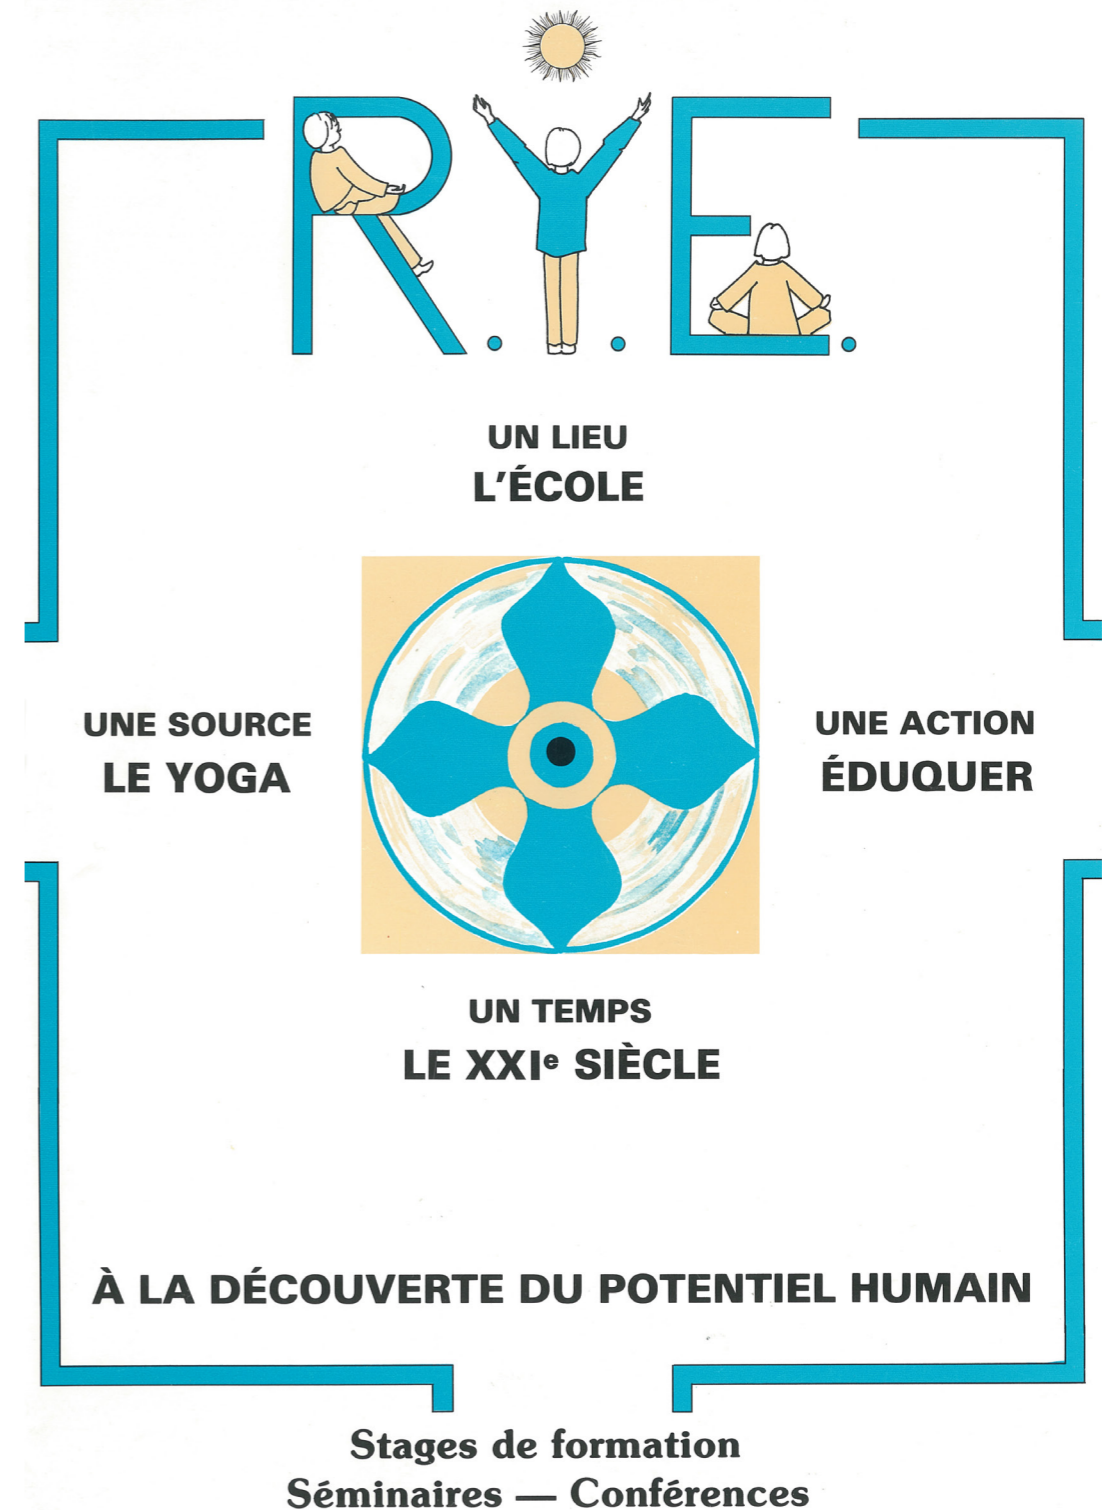 R.Y.E.
UN LIEU
L'ÉCOLE
UNE SOURCE
LE YOGA
UNE ACTION
ÉDUQUER
UN TEMPS
LE XXIe SIÈCLE
À LA DÉCOUVERTE DU POTENTIEL HUMAIN
Stages de formation
Séminaires — Conférences